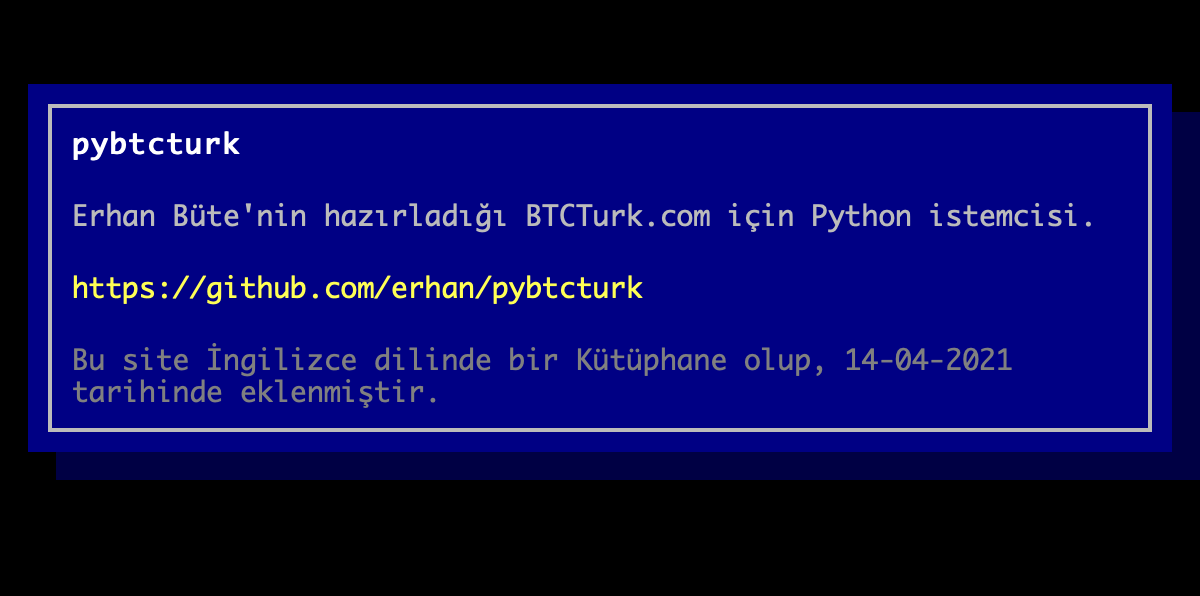 pybtcturk
Erhan Büte'nin hazırladığı BTCTurk.com için Python istemcisi.
https://github.com/erhan/pybtcturk
Bu site İngilizce dilinde bir Kütüphane olup, 14-04-2021
tarihinde eklenmiştir.